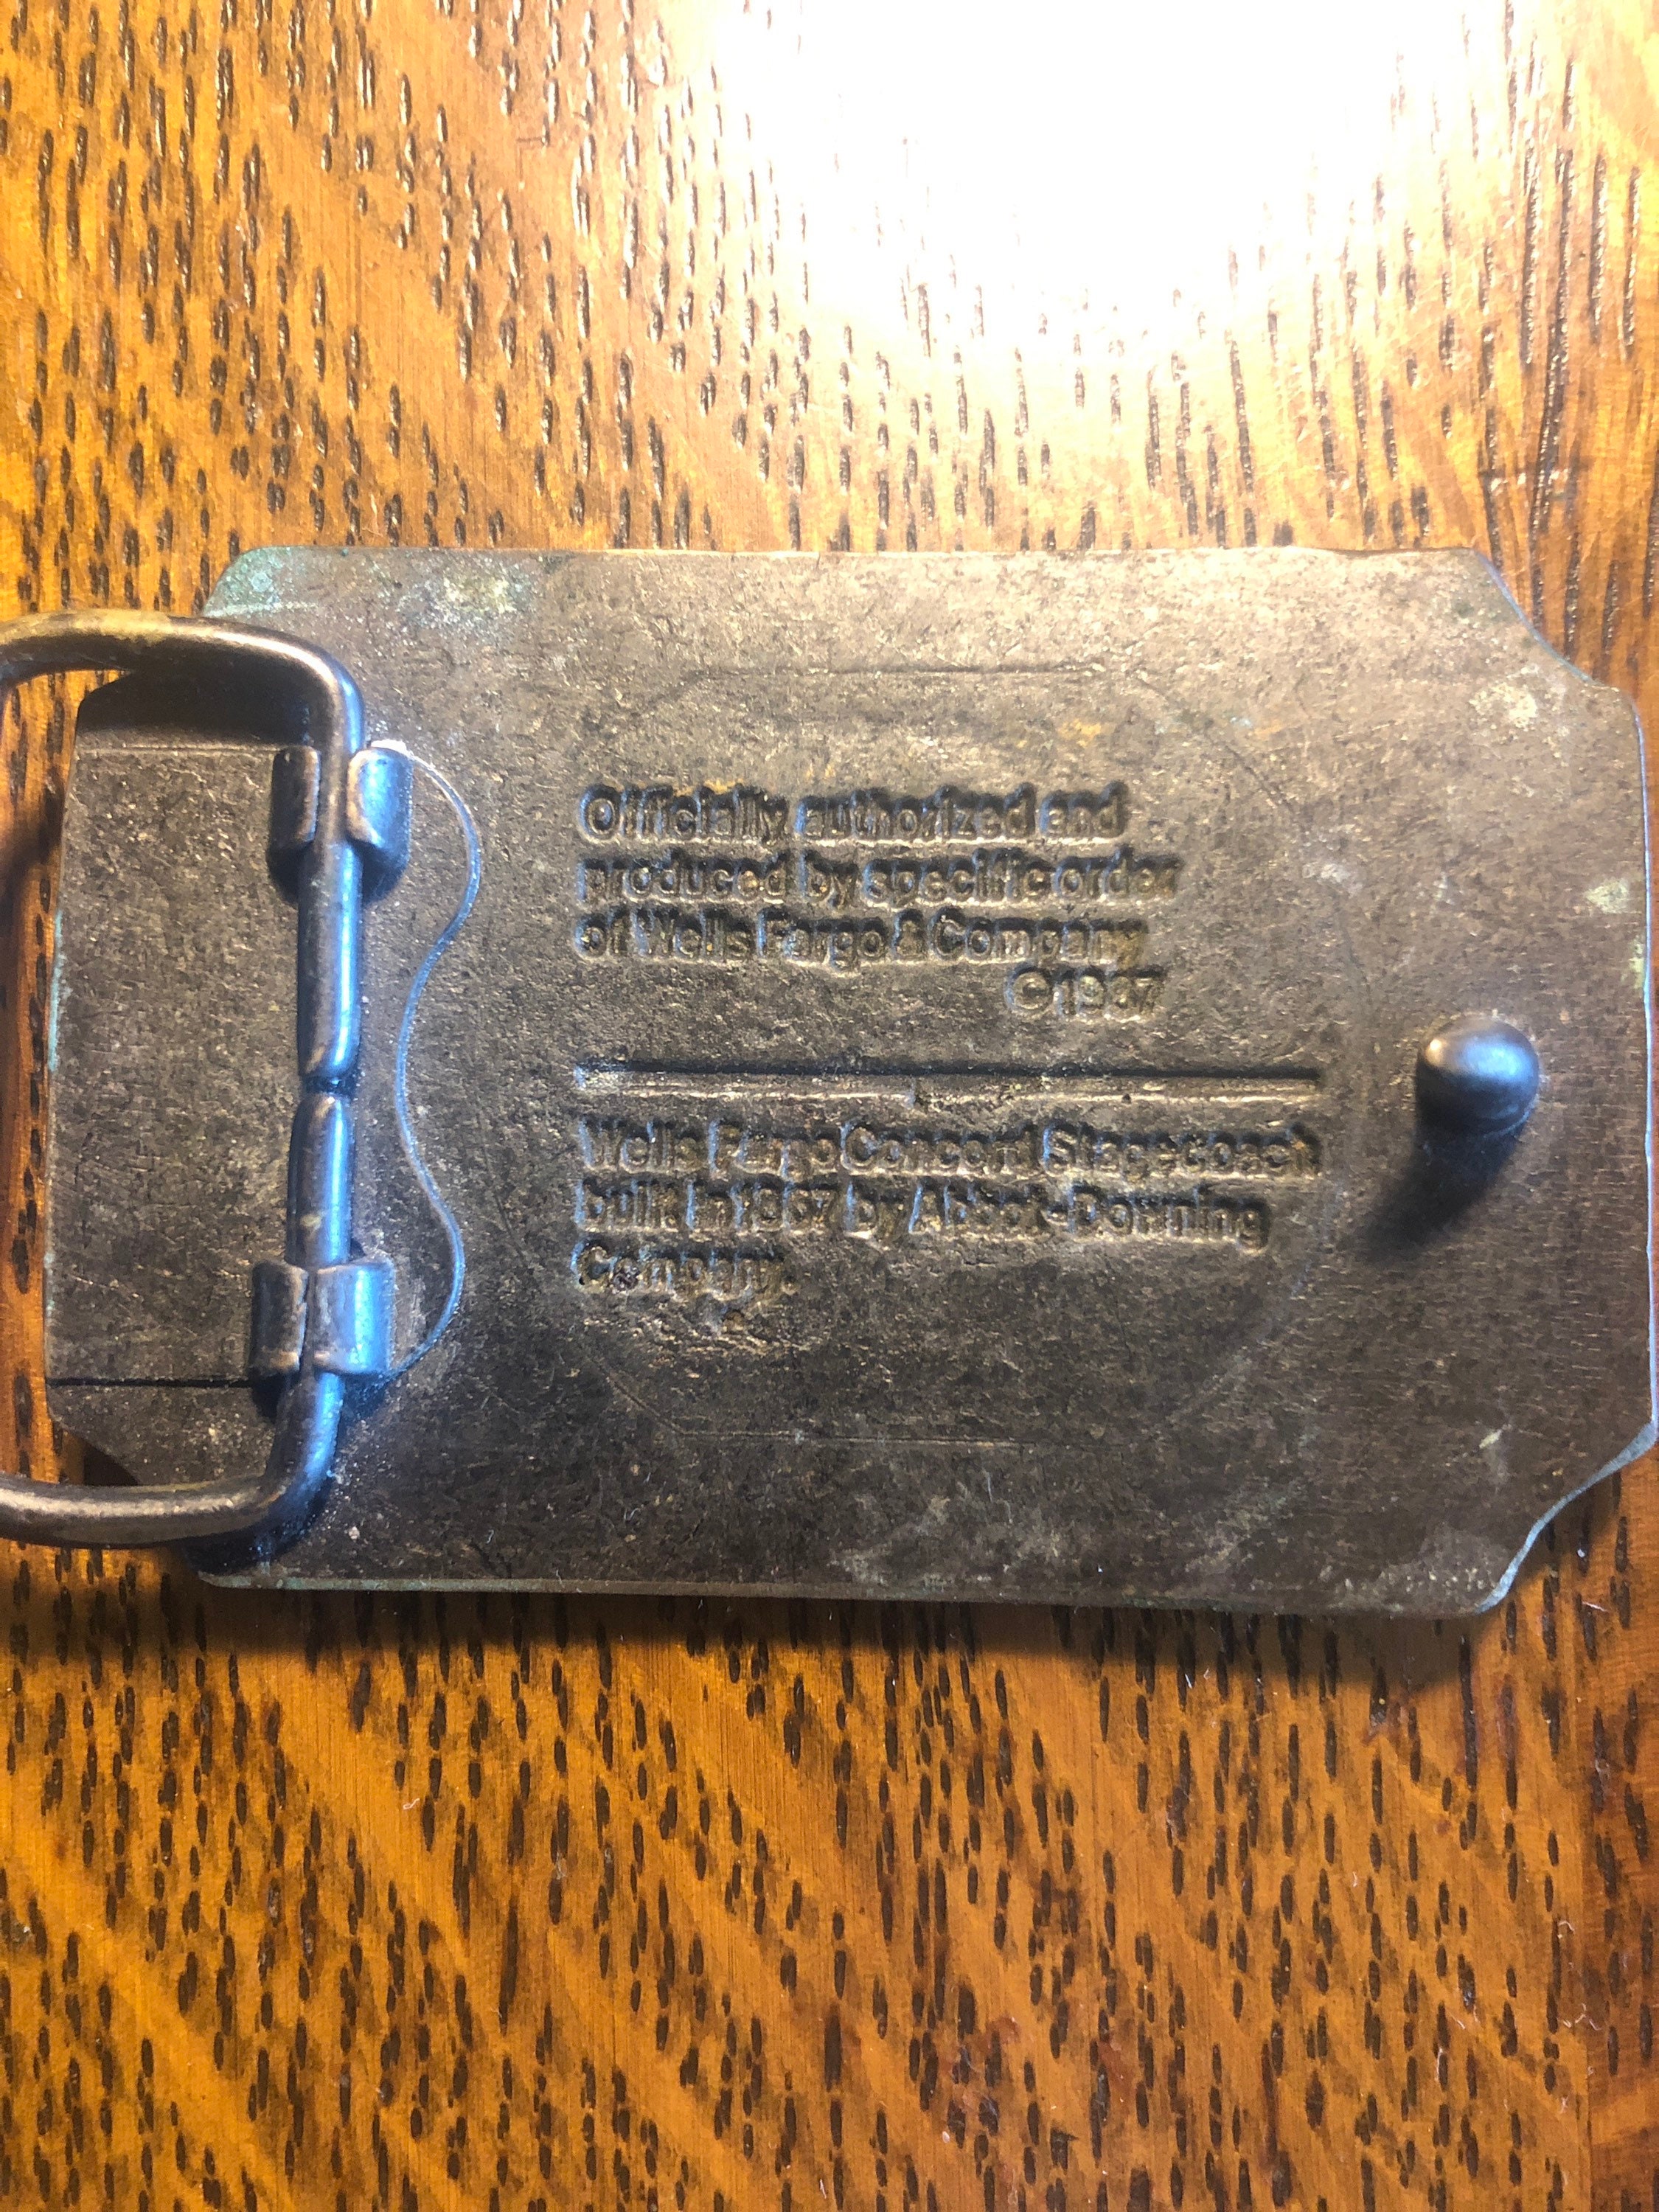 Officially authorized and
produced by specific order
of Wells Fargo & Company
© 1967
Wells Fargo Concord Stagecoach
built in 1867 by Abbot-Downing
Company.